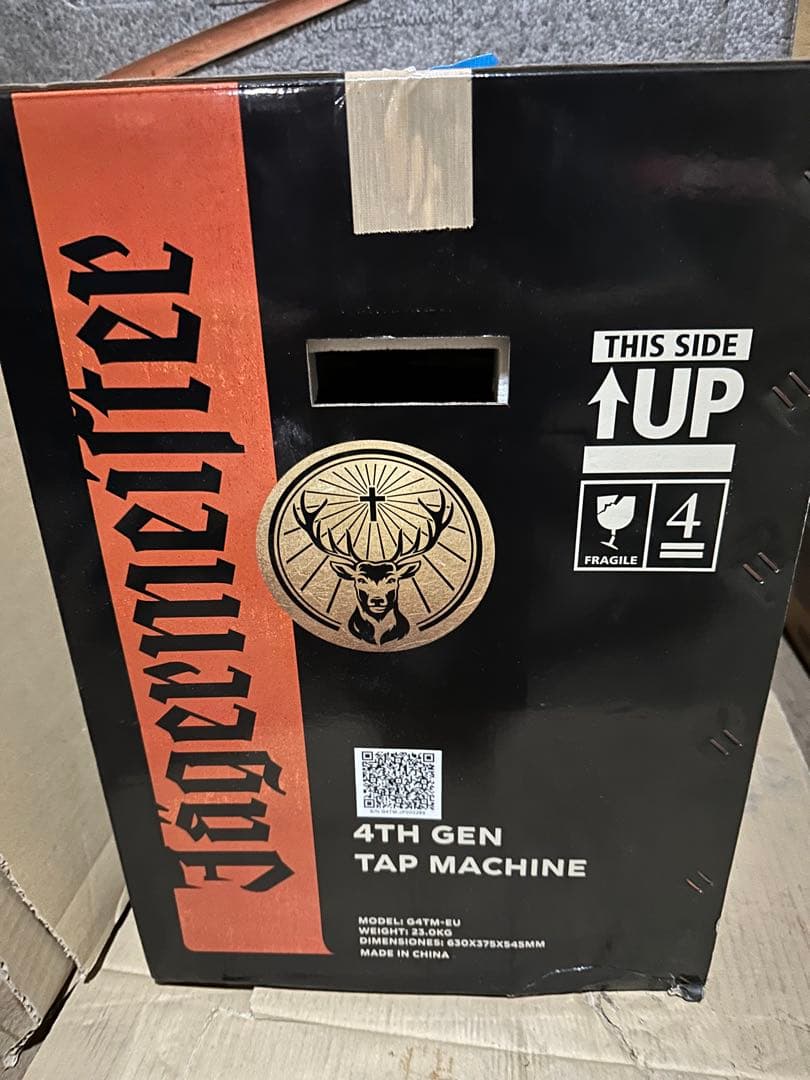 Jägermeiſter
THIS SIDE
UP
FRAGILE
4
4TH GEN
TAP MACHINE
MODEL: G4TM-EU
WEIGHT: 23.0KG
DIMENSIONES: 630X375X545MM
MADE IN CHINA